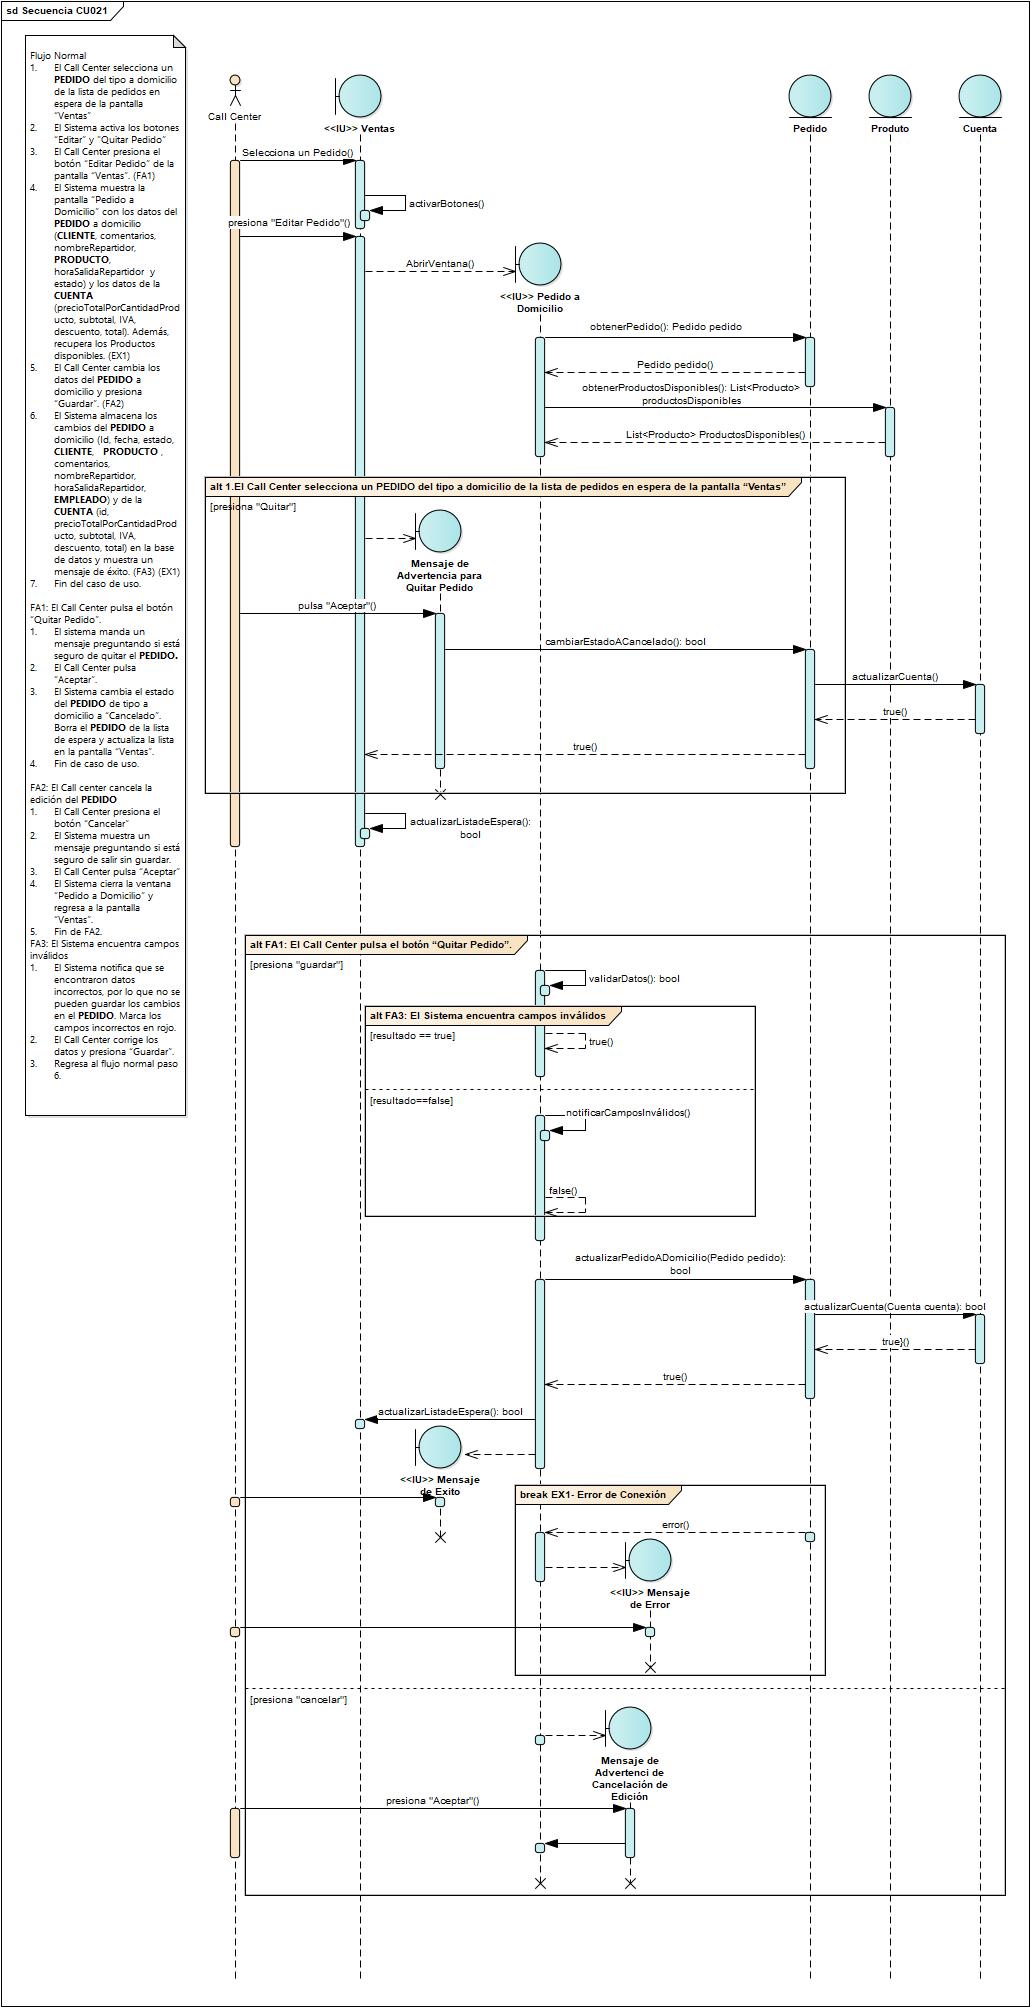 sd Secuencia CU021
Flujo Normal
1. El Call Center selecciona un
PEDIDO del tipo a domicilio
de la lista de pedidos en
espera de la pantalla
"Ventas"
2. El Sistema activa los botones
"Editar" y "Quitar Pedido"
3. El Call Center presiona el
botón "Editar Pedido" de la
pantalla "Ventas". (FA1)
4. El Sistema muestra la
pantalla "Pedido a
Domicilio" con los datos del
PEDIDO a domicilio
(CLIENTE, comentarios,
nombreRepartidor,
PRODUCTO,
horaSalidaRepartidor y
estado) y los datos de la
CUENTA
(precioTotalPorCantidadProd
ucto, subtotal, IVA,
descuento, total). Además,
recupera los Productos
disponibles. (EX1)
5. El Call Center cambia los
datos del PEDIDO a
domicilio y presiona
"Guardar". (FA2)
6. El Sistema almacena los
cambios del PEDIDO a
domicilio (Id, fecha, estado,
CLIENTE, PRODUCTO ,
comentarios,
nombreRepartidor,
horaSalidaRepartidor,
EMPLEADO) y de la
CUENTA (id,
precioTotalPorCantidadProd
ucto, subtotal, IVA,
descuento, total) en la base
de datos y muestra un
mensaje de éxito. (FA3) (EX1)
7. Fin del caso de uso.
FA1: El Call Center pulsa el botón
"Quitar Pedido".
1. El sistema manda un
mensaje preguntando si está
seguro de quitar el PEDIDO.
2. El Call Center pulsa
"Aceptar".
3. El Sistema cambia el estado
del PEDIDO de tipo a
domicilio a "Cancelado".
Borra el PEDIDO de la lista
de espera y actualiza la lista
en la pantalla "Ventas".
4. Fin de caso de uso.
FA2: El Call center cancela la
edición del PEDIDO
1. El Call Center presiona el
botón "Cancelar"
2. El Sistema muestra un
mensaje preguntando si está
seguro de salir sin guardar.
3. El Call Center pulsa "Aceptar"
4. El Sistema cierra la ventana
"Pedido a Domicilio" y
regresa a la pantalla
"Ventas".
5. Fin de FA2.
FA3: El Sistema encuentra campos
inválidos
1. El Sistema notifica que se
encontraron datos
incorrectos, por lo que no se
pueden guardar los cambios
en el PEDIDO. Marca los
campos incorrectos en rojo.
2. El Call Center corrige los
datos y presiona "Guardar".
3. Regresa al flujo normal paso
6.
Call Center
<<IU>> Ventas
Pedido
Produto
Cuenta
Selecciona un Pedido()
activarBotones()
presiona "Editar Pedido"()
AbrirVentana()
<<IU>> Pedido a
Domicilio
obtenerPedido(): Pedido pedido
Pedido pedido()
obtenerProductosDisponibles(): List<Producto>
productosDisponibles
List<Producto> ProductosDisponibles()
alt 1.El Call Center selecciona un PEDIDO del tipo a domicilio de la lista de pedidos en espera de la pantalla "Ventas"
[presiona "Quitar"]
Mensaje de
Advertencia para
Quitar Pedido
pulsa "Aceptar"()
cambiarEstadoACancelado(): bool
actualizarCuenta()
true()
true()
actualizarListadeEspera():
bool
alt FA1: El Call Center pulsa el botón "Quitar Pedido".
[presiona "guardar"]
validarDatos(): bool
alt FA3: El Sistema encuentra campos inválidos
[resultado == true]
true()
[resultado==false]
notificarCamposInválidos()
false()
actualizarPedidoADomicilio(Pedido pedido):
bool
actualizarCuenta(Cuenta cuenta): bool
true}()
true()
actualizarListadeEspera(): bool
<<IU>> Mensaje
de Exito
break EX1- Error de Conexión
error()
<<IU>> Mensaje
de Error
[presiona "cancelar"]
Mensaje de
Advertenci de
Cancelación de
Edición
presiona "Aceptar"()